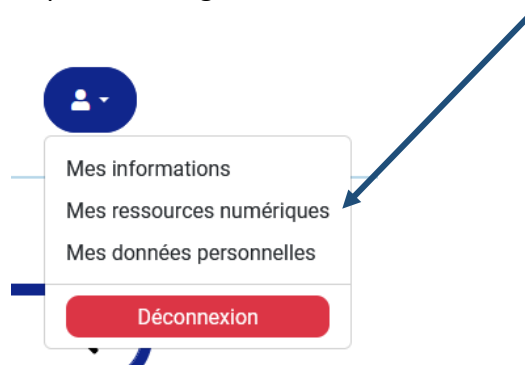 Mes informations
Mes ressources numériques
Mes données personnelles
Déconnexion